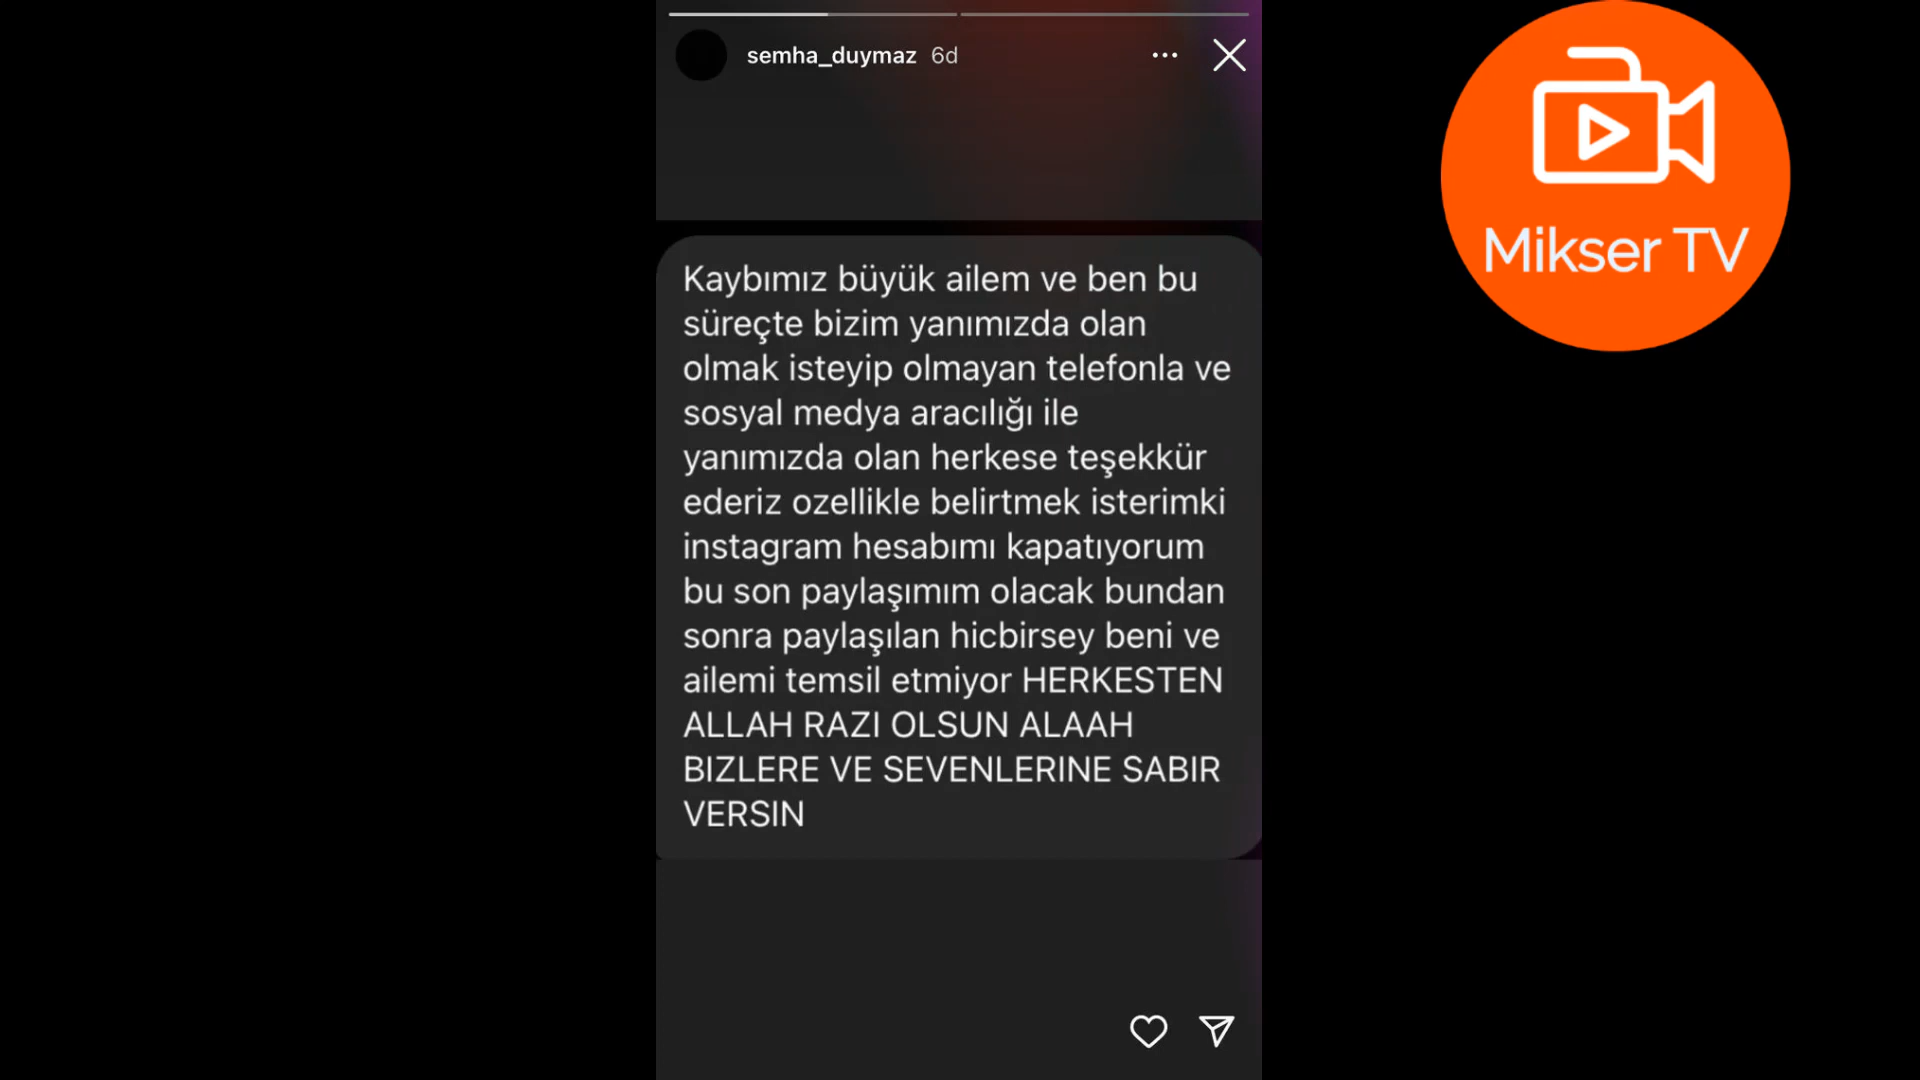 semha_duymaz 6d
Kaybımız büyük ailem ve ben bu
süreçte bizim yanımızda olan
olmak isteyip olmayan telefonla ve
sosyal medya aracılığı ile
yanımızda olan herkese teşekkür
ederiz ozellikle belirtmek isterimki
instagram hesabımı kapatıyorum
bu son paylaşımım olacak bundan
sonra paylaşılan hicbirsey beni ve
ailemi temsil etmiyor HERKESTEN
ALLAH RAZI OLSUN ALAAH
BIZLERE VE SEVENLERINE SABIR
VERSIN
Mikser TV